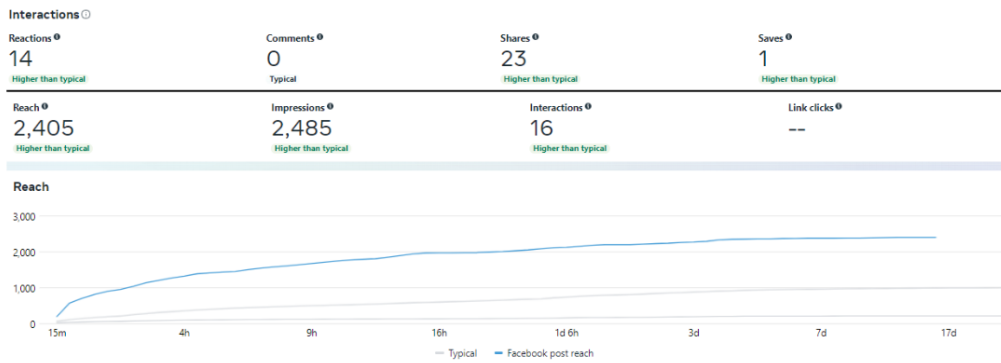 Interactions
Reactions Comments Shares Saves
14 0 23 1
Higher than typical Typical Higher than typical Higher than typical
Reach Impressions Interactions Link clicks
2,405 2,485 16 --
Higher than typical Higher than typical Higher than typical
Reach
3,000
2,000
1,000
0
15m 4h 9h 16h 1d 6h 3d 7d 17d
Typical Facebook post reach